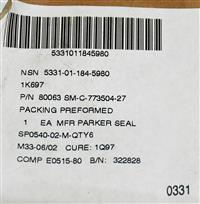 5331011845980
NSN 5331-01-184-5980
1K697
P/N 80063 SM-C-773504-27
PACKING PREFORMED
1 EA MFR PARKER SEAL
SP0540-02-M-QTY6
M33-06/02 CURE: 1Q97
COMP E0515-80 B/N: 322828
0331